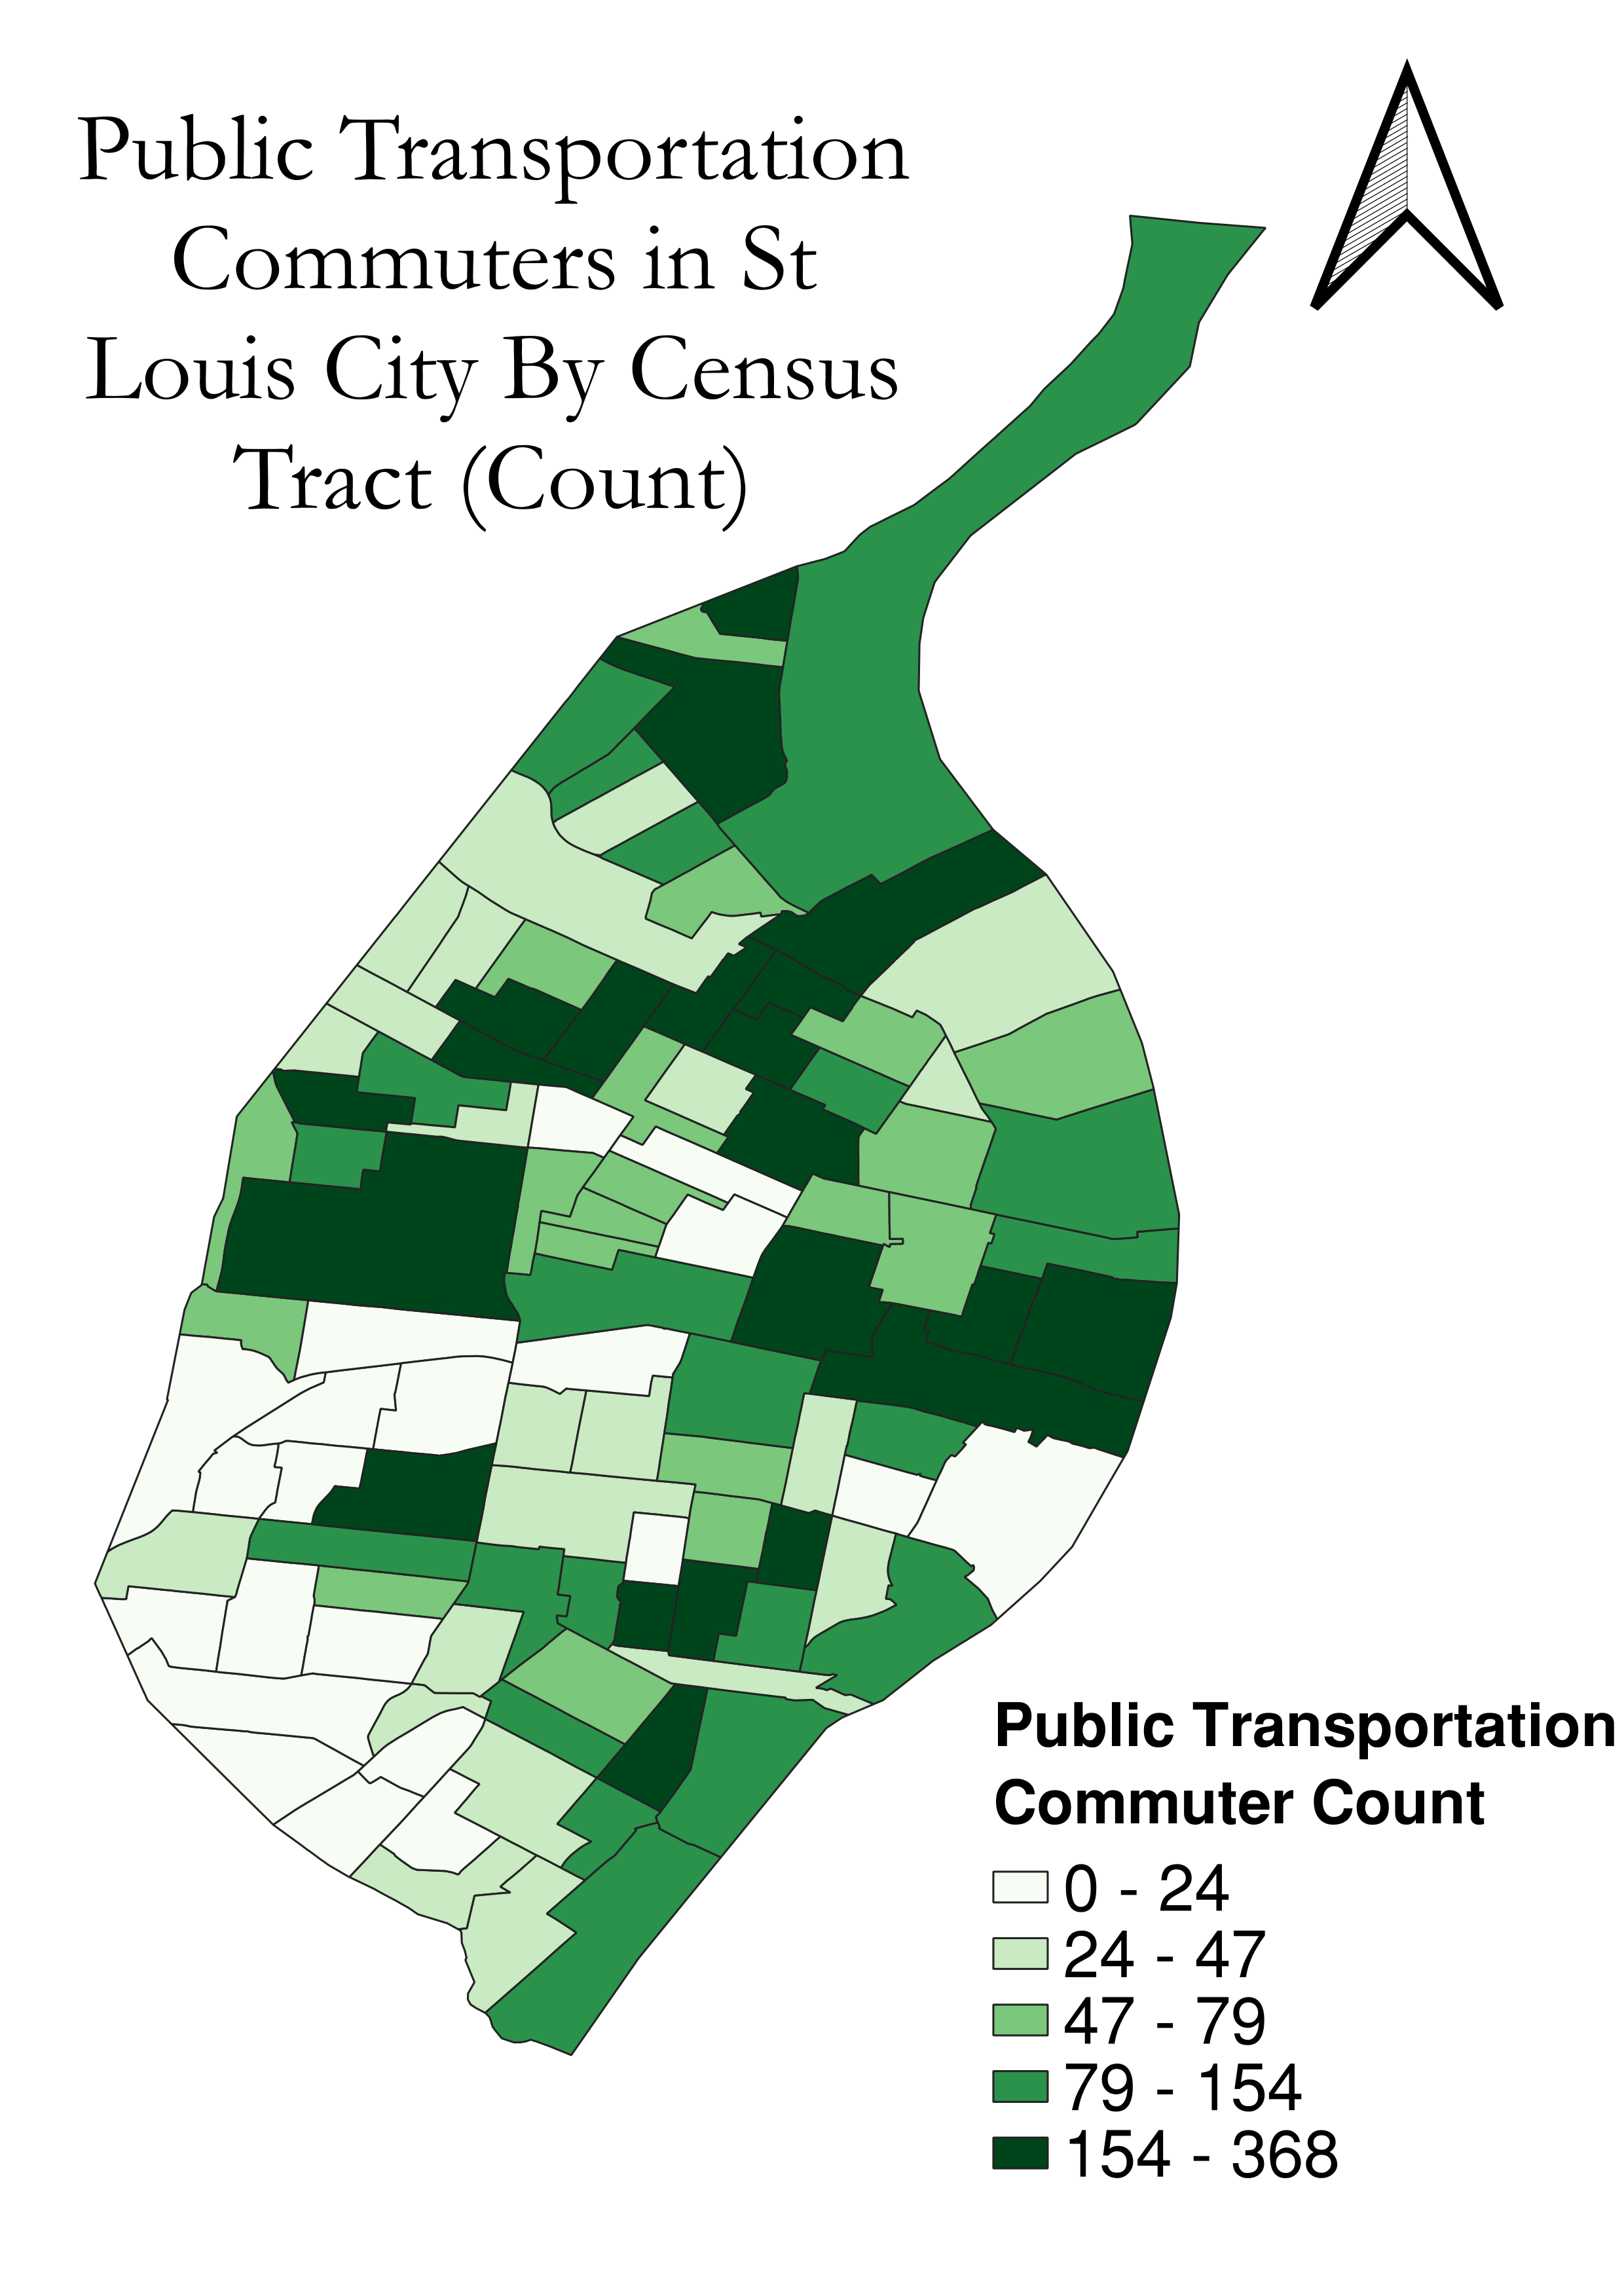 Public Transportation
Commuters in St
Louis City By Census
Tract (Count)
Public Transportation
Commuter Count
0 - 24
24 - 47
47 - 79
79 - 154
154 - 368